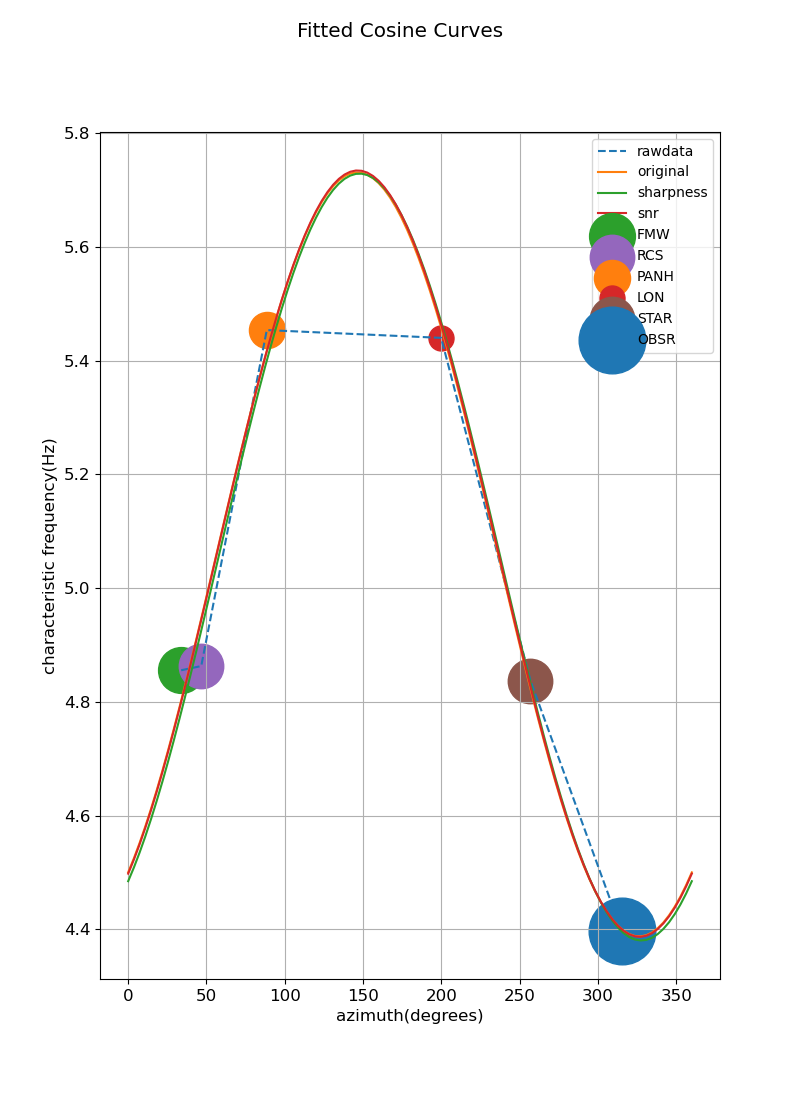 Fitted Cosine Curves
5.8
5.6
5.4
5.2
5.0
4.8
4.6
4.4
characteristic frequency(Hz)
rawdata
original
sharpness
snr
FMW
RCS
PANH
LON
STAR
OBSR
0 50 100 150 200 250 300 350
azimuth(degrees)